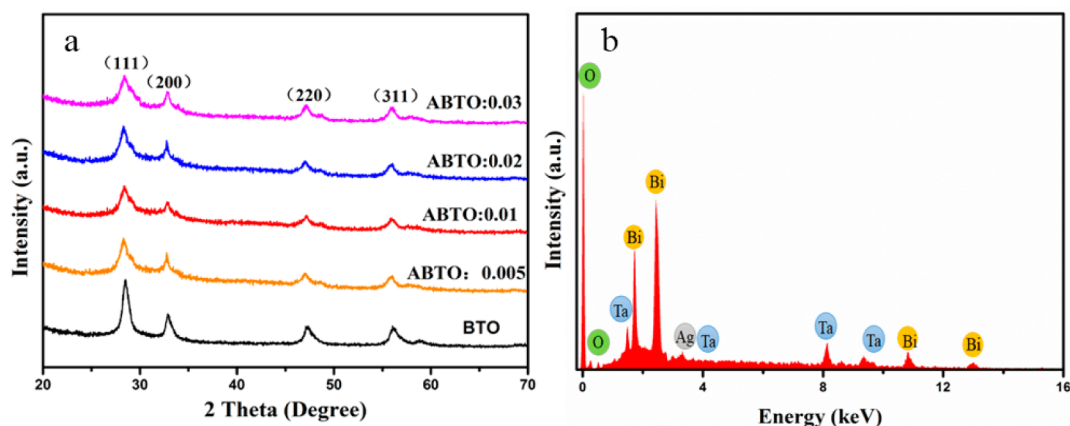 a
(111)
(200)
(220)
(311)
ABTO:0.03
ABTO:0.02
ABTO:0.01
ABTO: 0.005
BTO
Intensity (a.u.)
20 30 40 50 60 70
2 Theta (Degree)
b
O
Bi
Bi
Ta
Ag
Ta
Ta
Ta
Bi
Bi
O
Intensity (a.u.)
0 4 8 12 16
Energy (keV)